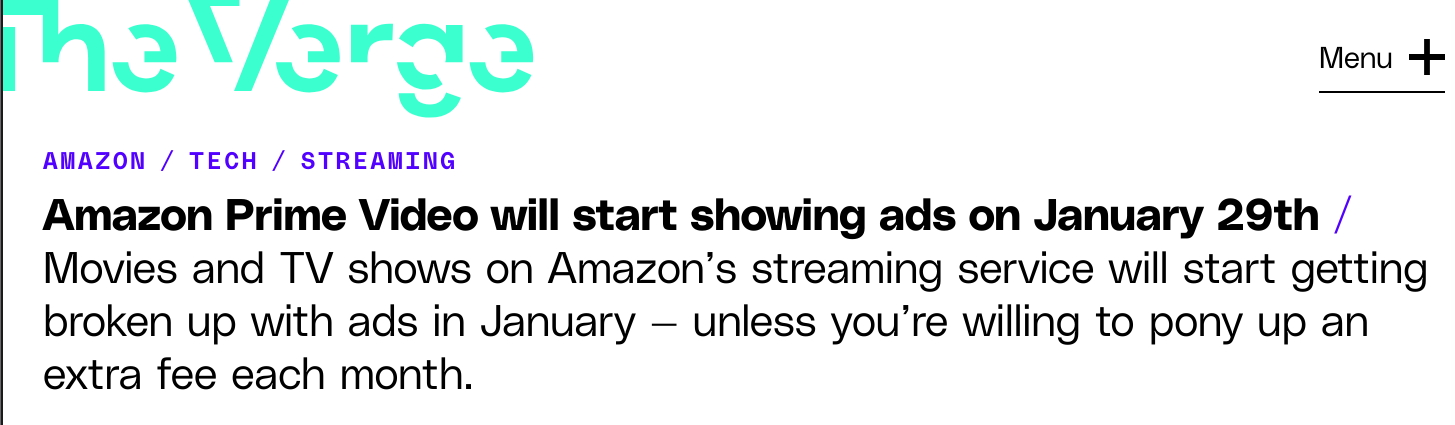 The Verge
Menu
AMAZON / TECH / STREAMING
Amazon Prime Video will start showing ads on January 29th /
Movies and TV shows on Amazon’s streaming service will start getting
broken up with ads in January — unless you’re willing to pony up an
extra fee each month.